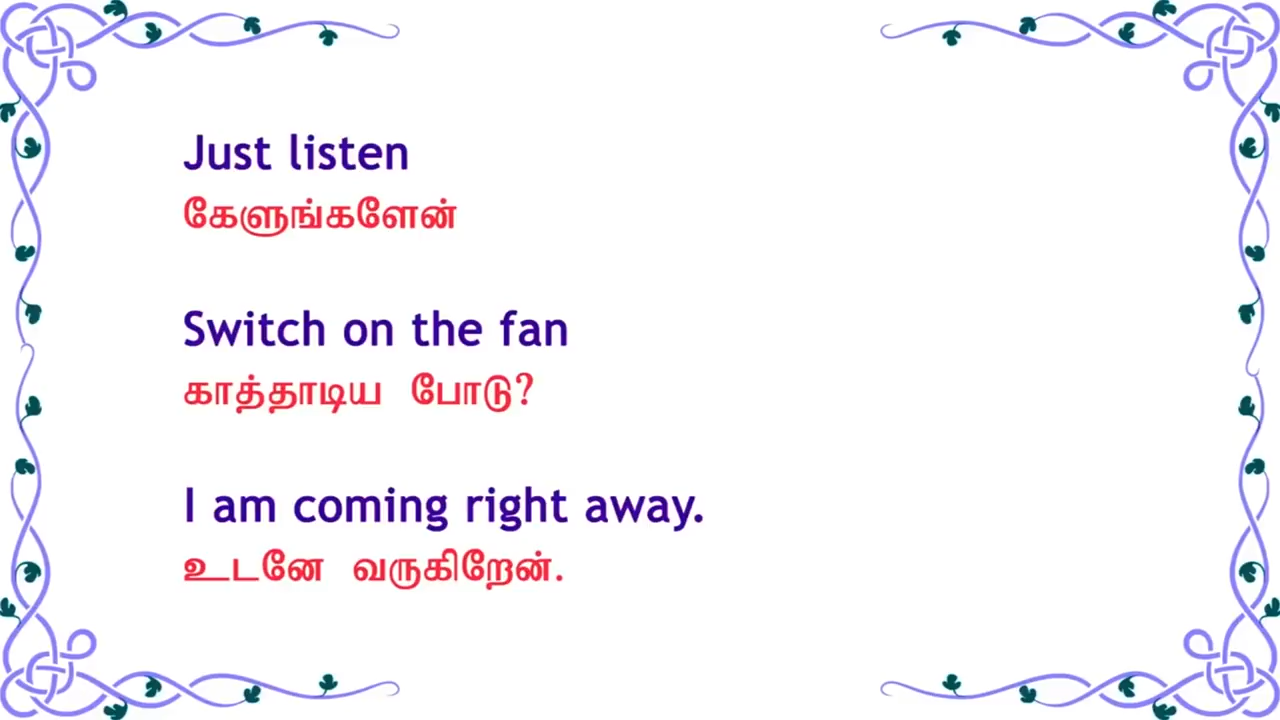 Just listen
கேளுங்களேன்
Switch on the fan
காத்தாடிய போடு?
I am coming right away.
உடனே வருகிறேன்.